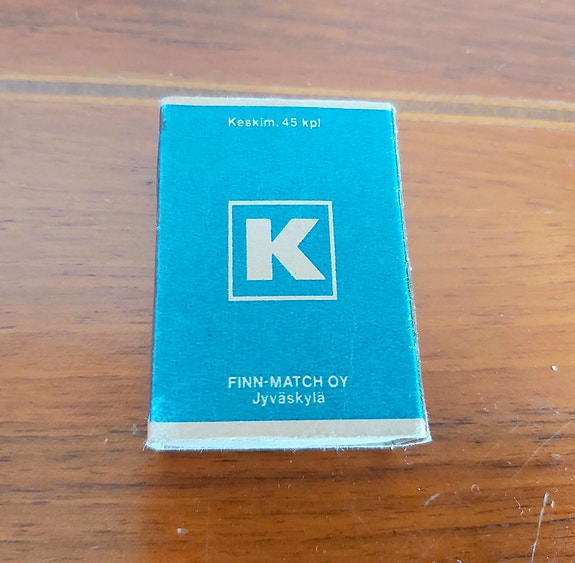 Keskim. 45 kpl
K
FINN-MATCH OY
Jyväskylä